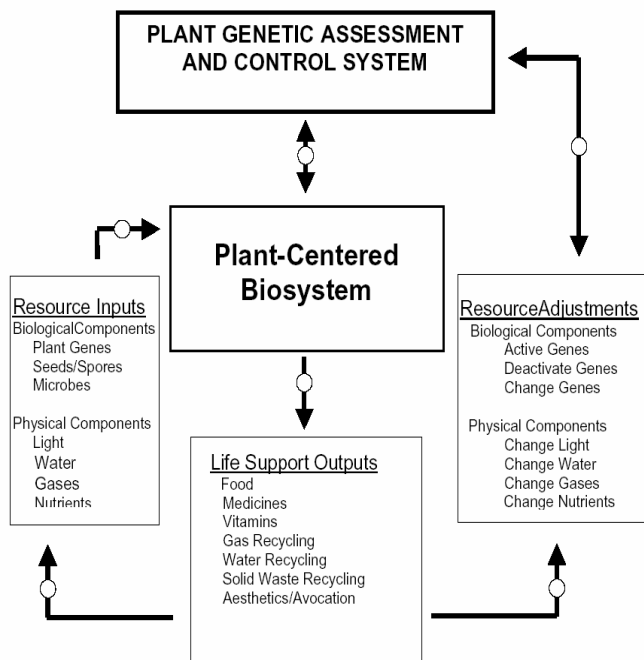 PLANT GENETIC ASSESSMENT
AND CONTROL SYSTEM
Plant-Centered
Biosystem
Resource Inputs
BiologicalComponents
Plant Genes
Seeds/Spores
Microbes
Physical Components
Light
Water
Gases
Nutrients
Life Support Outputs
Food
Medicines
Vitamins
Gas Recycling
Water Recycling
Solid Waste Recycling
Aesthetics/Avocation
ResourceAdjustments
Biological Components
Active Genes
Deactivate Genes
Change Genes
Physical Components
Change Light
Change Water
Change Gases
Change Nutrients